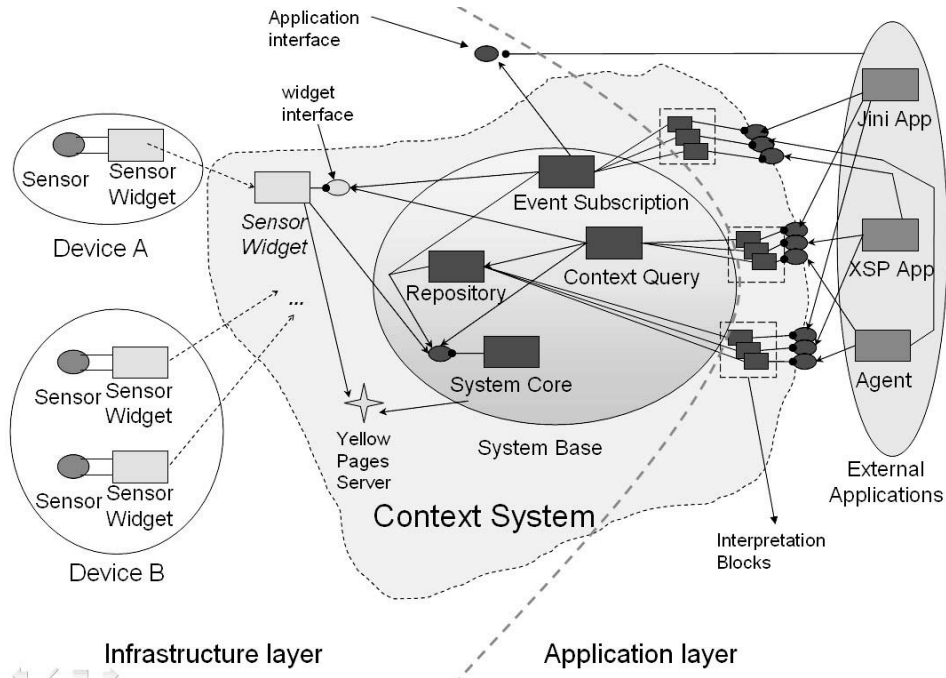 Application
interface
widget
interface
Jini App
Sensor
Sensor
Widget
Device A
Sensor
Widget
Event Subscription
Context Query
XSP App
Repository
...
System Core
Agent
Sensor
Sensor
Widget
System Base
Yellow
Pages
Server
External
Applications
Sensor
Sensor
Widget
Context System
Interpretation
Blocks
Device B
Infrastructure layer
Application layer